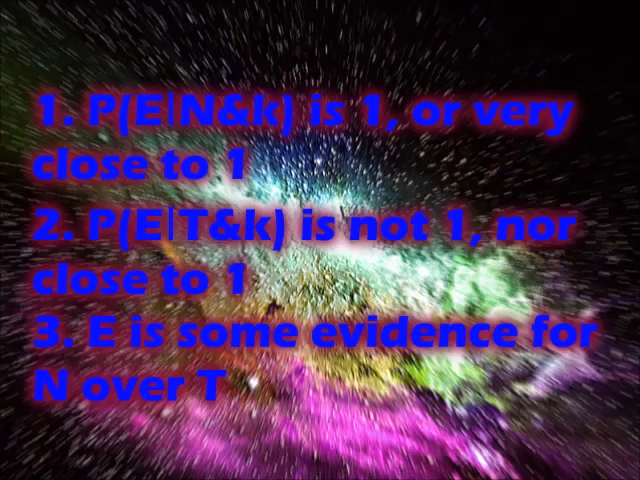 1. P(E|N&k) is 1, or very
close to 1
2. P(E|T&k) is not 1, nor
close to 1
3. E is some evidence for
N over T